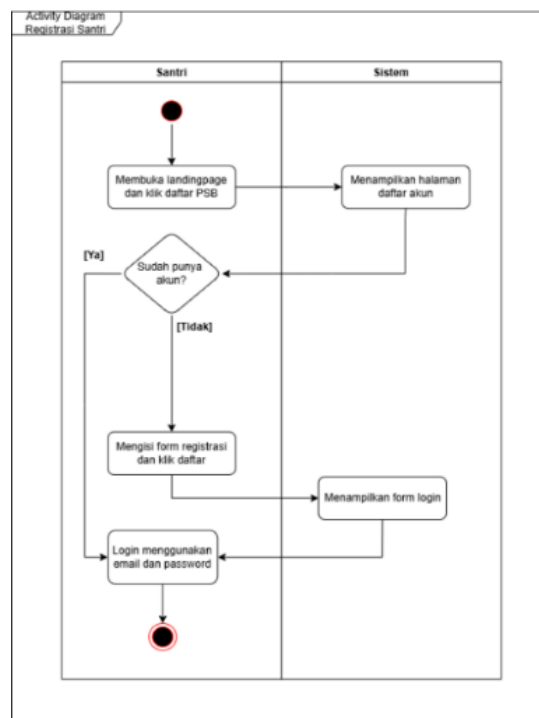 Activity Diagram
Registrasi Santri
Santri
Sistem
Membuka landingpage
dan klik daftar PSB
Menampilkan halaman
daftar akun
[Ya]
Sudah punya
akun?
[Tidak]
Mengisi form registrasi
dan klik daftar
Menampilkan form login
Login menggunakan
email dan password